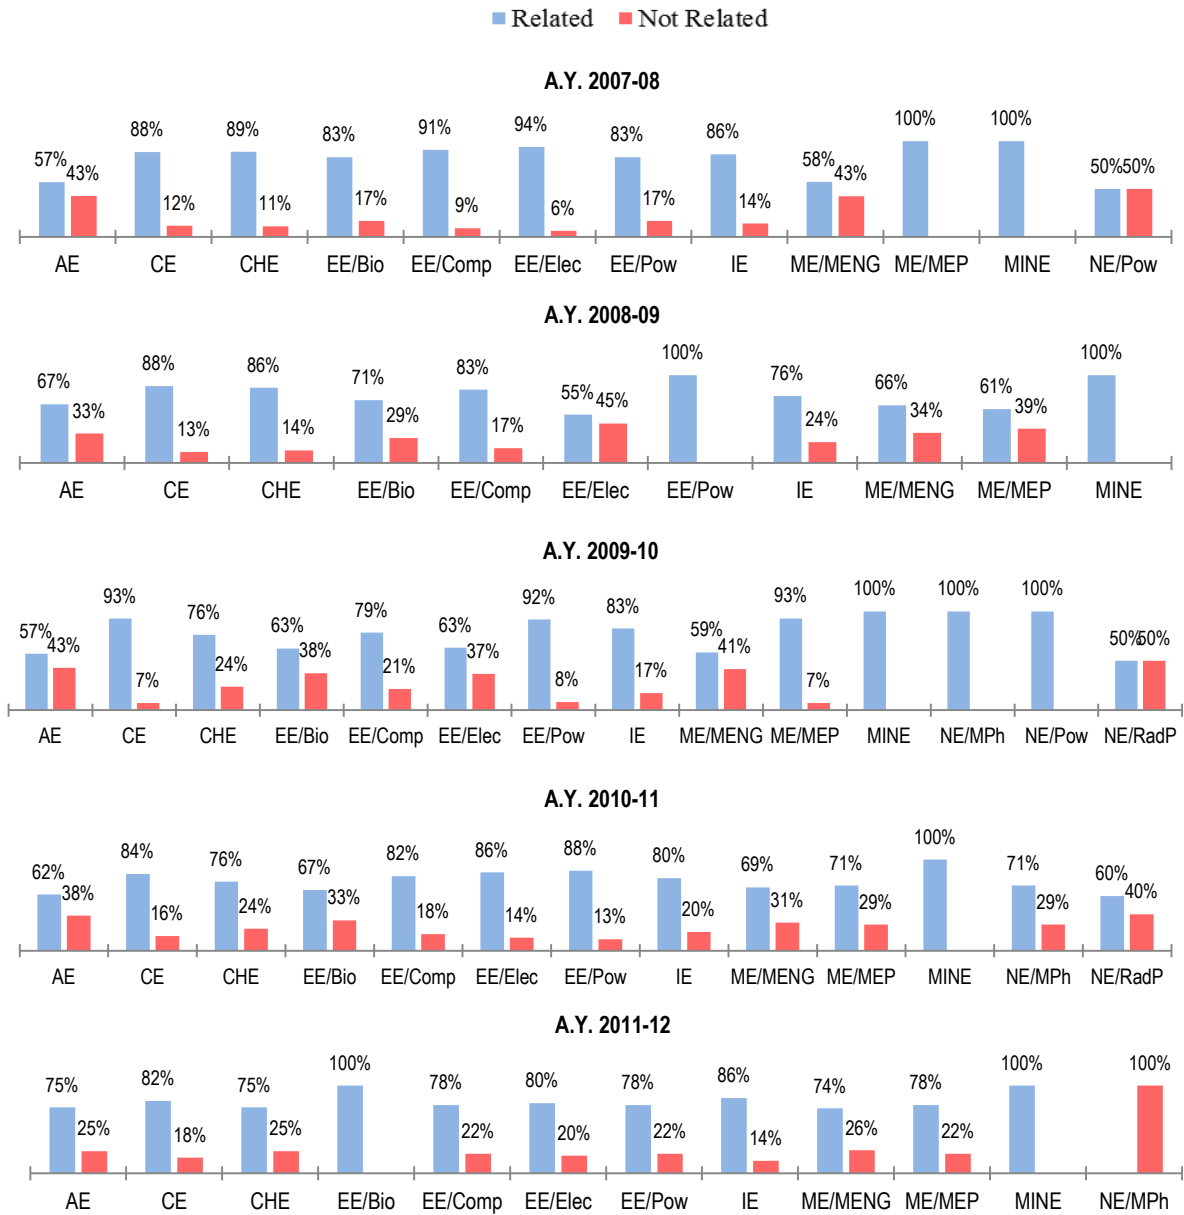 Related Not Related
A.Y. 2007-08
57% 43% 88% 12% 89% 11% 83% 17% 91% 9% 94% 6% 83% 17% 86% 14% 58% 43% 100% 100% 50% 50%
AE CE CHE EE/Bio EE/Comp EE/Elec EE/Pow IE ME/MENG ME/MEP MINE NE/Pow
A.Y. 2008-09
67% 33% 88% 13% 86% 14% 71% 29% 83% 17% 55% 45% 100% 76% 24% 66% 34% 61% 39% 100%
AE CE CHE EE/Bio EE/Comp EE/Elec EE/Pow IE ME/MENG ME/MEP MINE
A.Y. 2009-10
57% 43% 93% 7% 76% 24% 63% 38% 79% 21% 63% 37% 92% 8% 83% 17% 59% 41% 93% 7% 100% 100% 100% 50% 50%
AE CE CHE EE/Bio EE/Comp EE/Elec EE/Pow IE ME/MENG ME/MEP MINE NE/MPh NE/Pow NE/RadP
A.Y. 2010-11
62% 38% 84% 16% 76% 24% 67% 33% 82% 18% 86% 14% 88% 13% 80% 20% 69% 31% 71% 29% 100% 71% 29% 60% 40%
AE CE CHE EE/Bio EE/Comp EE/Elec EE/Pow IE ME/MENG ME/MEP MINE NE/MPh NE/RadP
A.Y. 2011-12
75% 25% 82% 18% 75% 25% 100% 78% 22% 80% 20% 78% 22% 86% 14% 74% 26% 78% 22% 100% 100%
AE CE CHE EE/Bio EE/Comp EE/Elec EE/Pow IE ME/MENG ME/MEP MINE NE/MPh